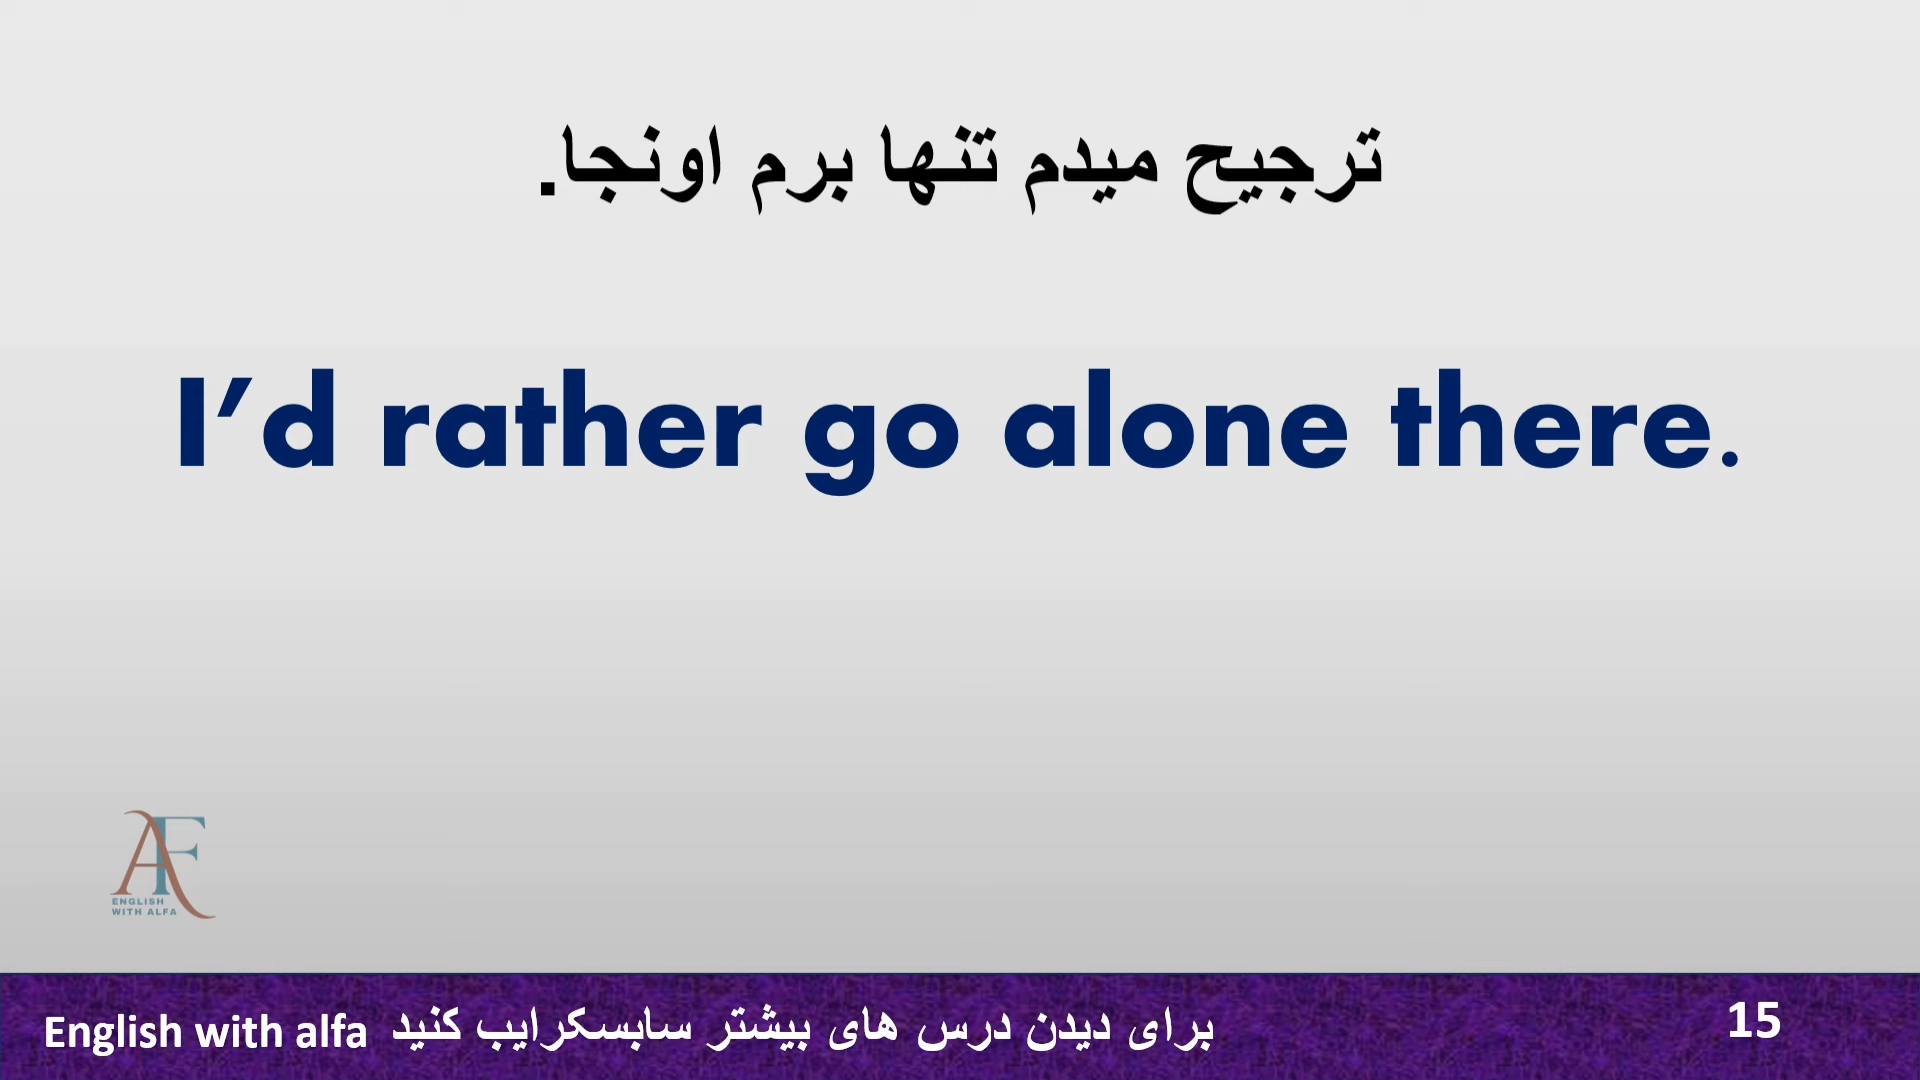 ترجیح میدم تنها برم اونجا.
I’d rather go alone there.
AF
ENGLISH
WITH ALFA
English with alfa برای دیدن درس های بیشتر سابسکرایب کنید
15